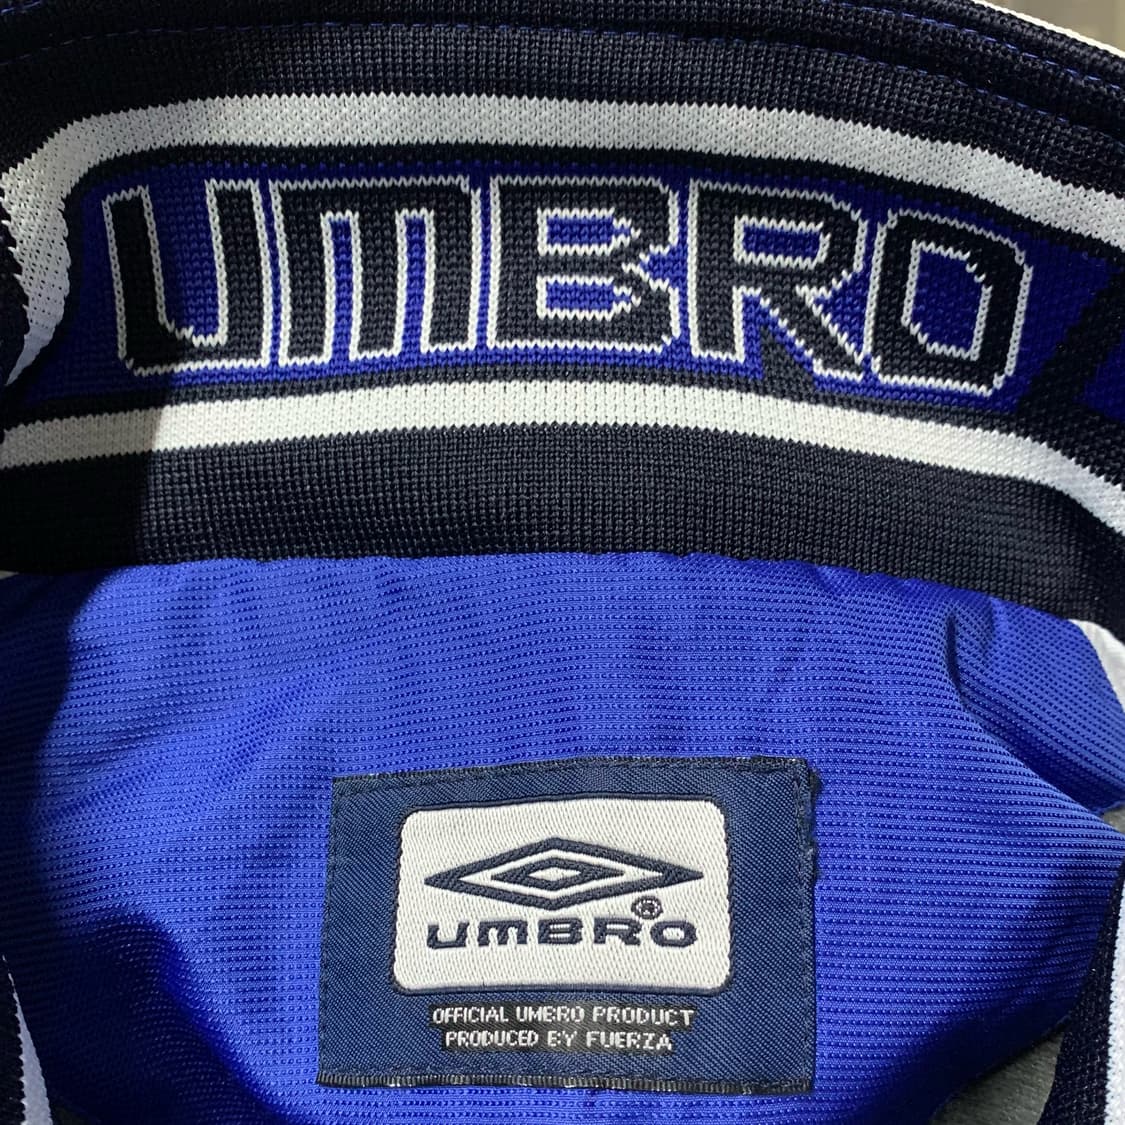 UMBRO
UMBRO®
OFFICIAL UMBRO PRODUCT
PRODUCED BY FUERZA